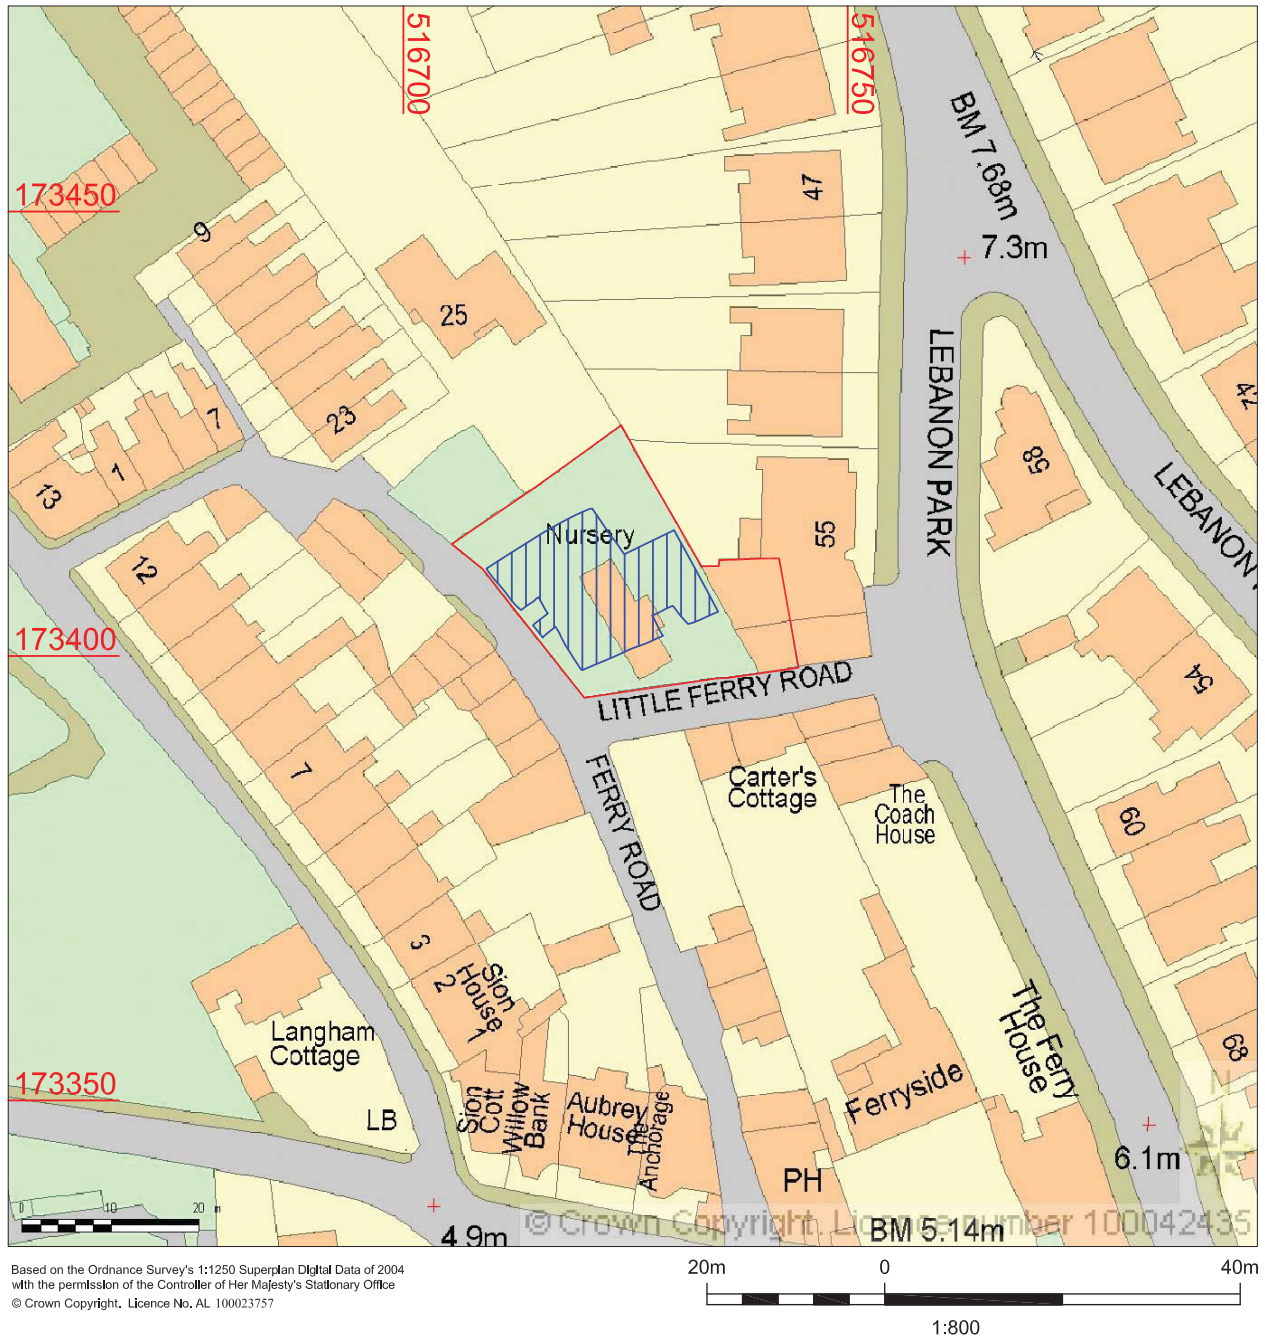 516700
516750
BM 7.68m
47
173450
9
7.3m
25
LEBANON PARK
42
23
7
58
1
13
LEBANON
Nursery
55
12
173400
54
LITTLE FERRY ROAD
7
FERRY ROAD
Carter's
Cottage
The
Coach
House
60
3
2
Sion
House
1
Langham
Cottage
The Ferry
House
68
173350
N
Ferryside
Sion
Cott
Willow
Bank
Aubrey
House
The
Anchorage
LB
6.1m
PH
0 10 20 m
© Crown Copyright. Licence number 100042435
4.9m
BM 5.14m
Based on the Ordnance Survey's 1:1250 Superplan Digital Data of 2004
with the permission of the Controller of Her Majesty's Stationary Office
© Crown Copyright. Licence No. AL 100023757
20m 0 40m
1:800